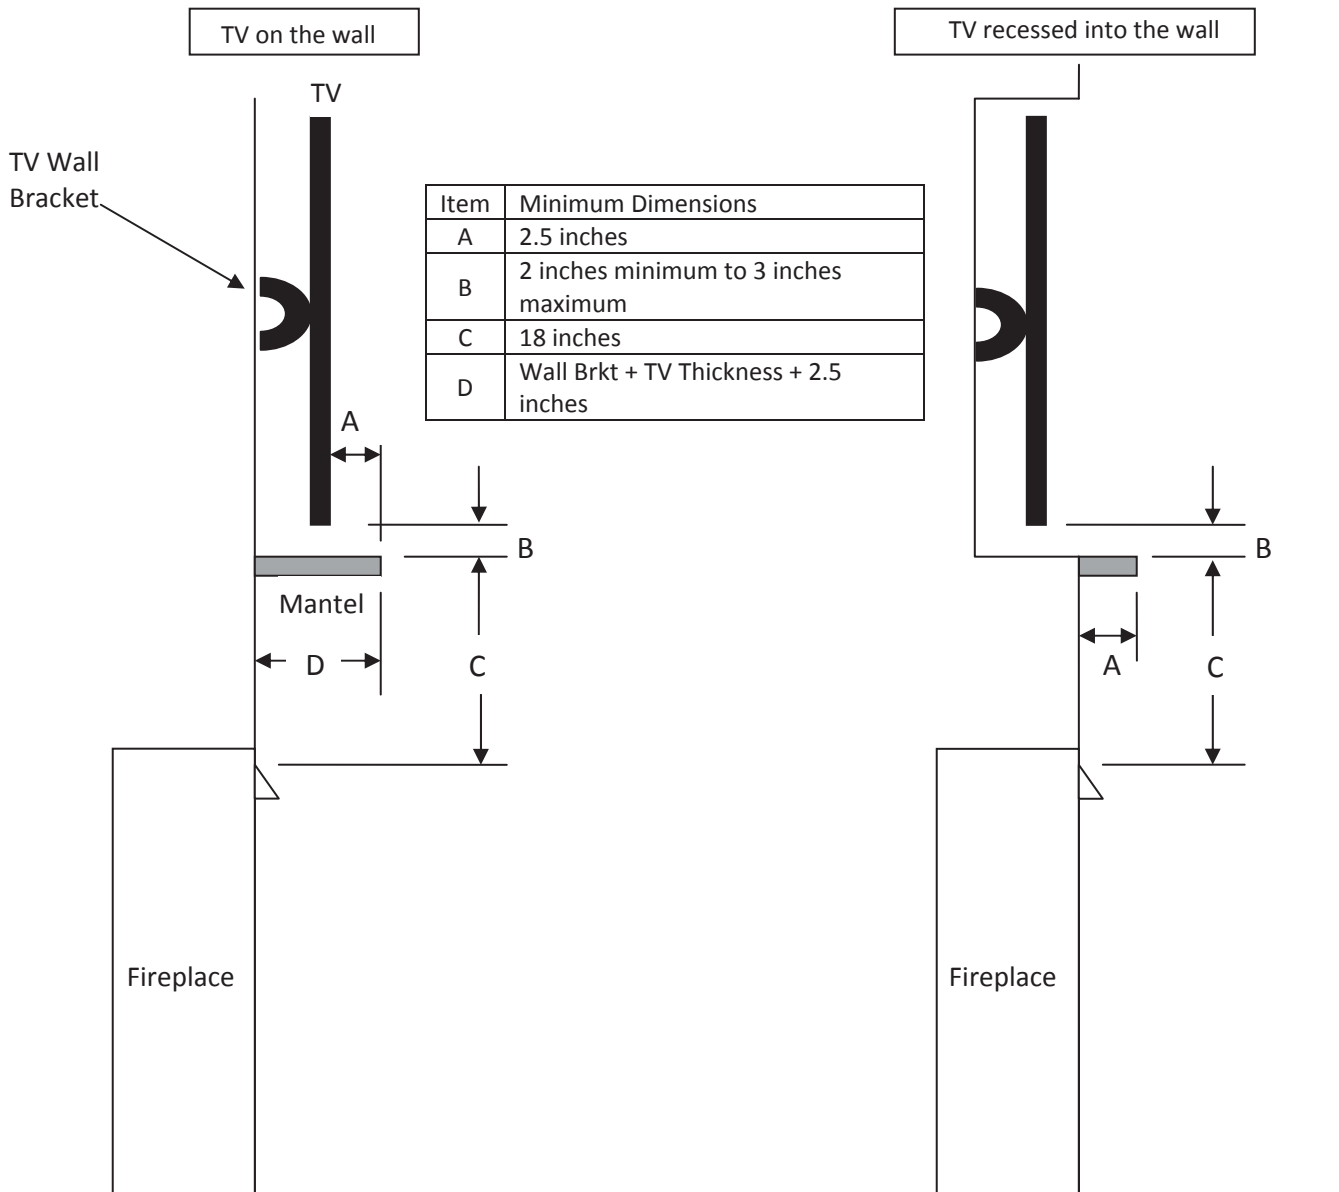 TV on the wall
TV recessed into the wall
TV
TV Wall
Bracket
Item Minimum Dimensions
A 2.5 inches
B 2 inches minimum to 3 inches
maximum
C 18 inches
D Wall Brkt + TV Thickness + 2.5
inches
A
B
B
Mantel
D
C
A
C
Fireplace
Fireplace